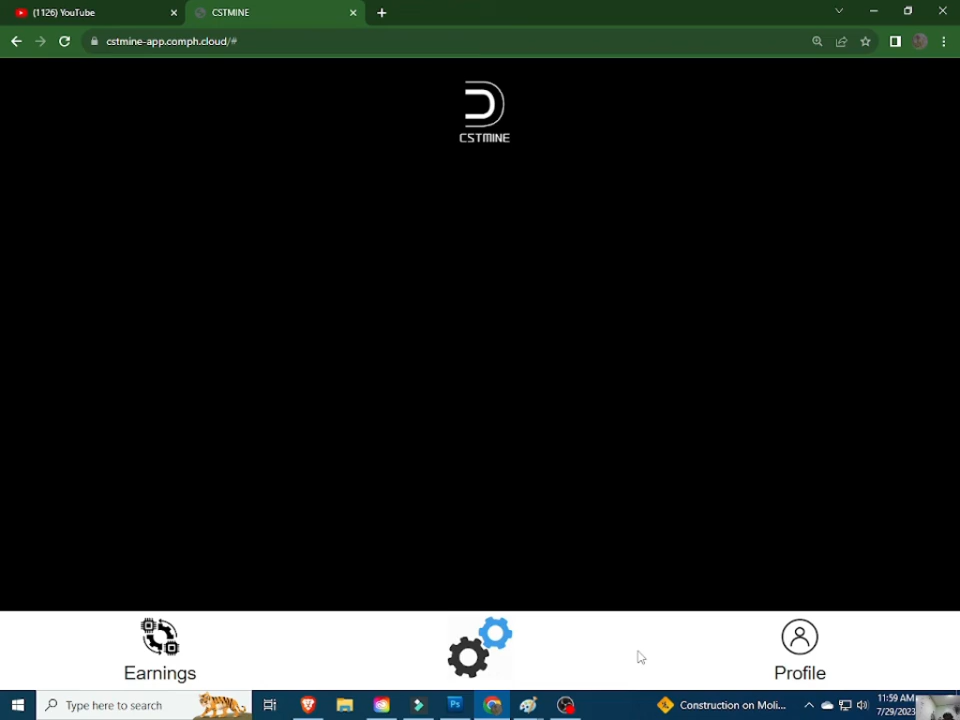 (1126) YouTube
CSTMINE
cstmine-app.comph.cloud/#
CSTMINE
Earnings
Profile
Type here to search
Ps
Construction on Moli...
11:59 AM
7/29/2023